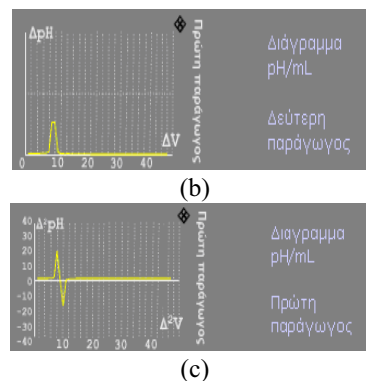 ΔpH
Πρώτη παράγωγος
Διάγραμμα
pH/mL
Δεύτερη
παράγωγος
ΔV
0 10 20 30 40
(b)
40
30
20
10
0
-10
-20
-30
-40
Δ²pH
Πρώτη παράγωγος
Διαγραμμα
pH/mL
Πρώτη
παράγωγος
Δ²V
10 20 30 40
(c)